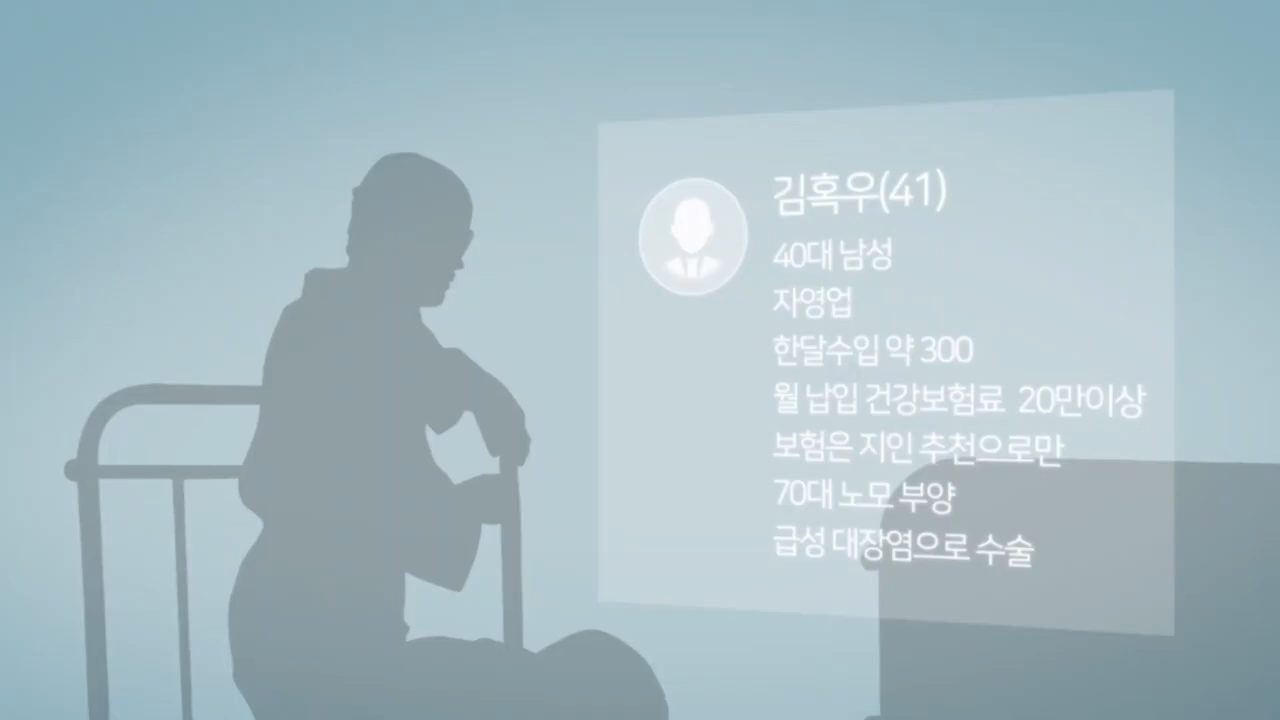 김혹우(41)
40대 남성
자영업
한달수입 약 300
월 납입 건강보험료 20만이상
보험은 지인 추천으로만
70대 노모 부양
급성 대장염으로 수술